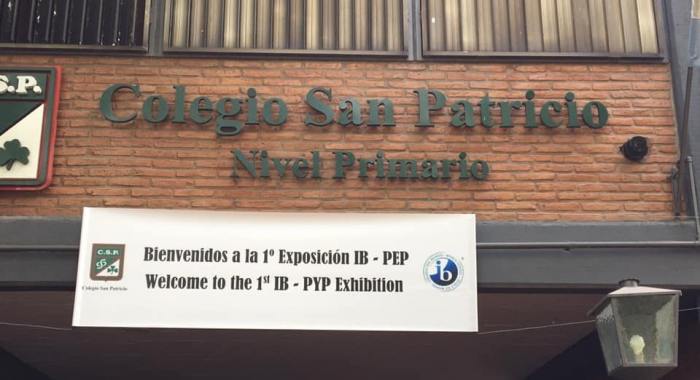 S.P.
Colegio San Patricio
Nivel Primario
C.S.P.
Colegio San Patricio
Bienvenidos a la 1º Exposición IB - PEP
Welcome to the 1st IB - PYP Exhibition
ib